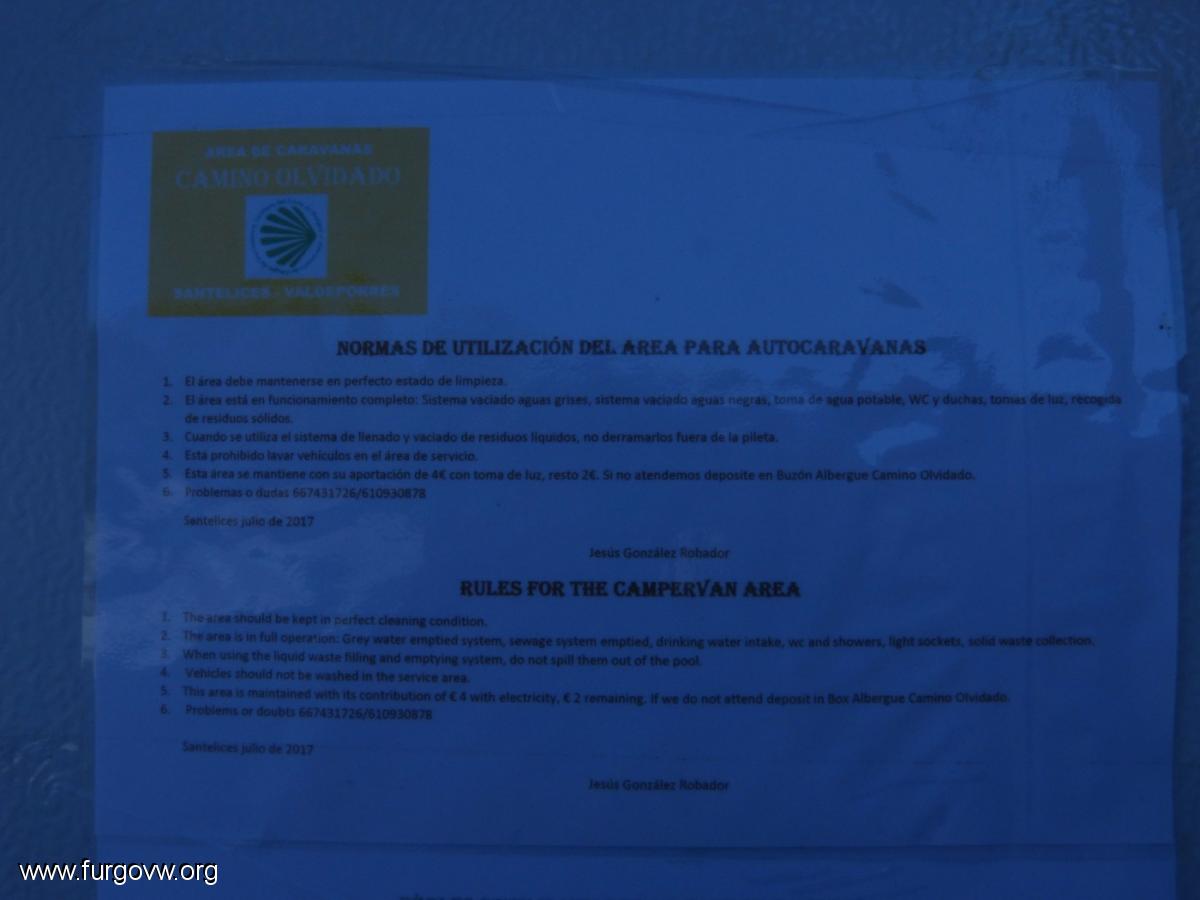 AREA DE CARAVANAS
CAMINO OLVIDADO
SANTELICES - VALDEPORRES
NORMAS DE UTILIZACIÓN DEL AREA PARA AUTOCARAVANAS
1. El área debe mantenerse en perfecto estado de limpieza.
2. El área está en funcionamiento completo: Sistema vaciado aguas grises, sistema vaciado aguas negras, toma de agua potable, WC y duchas, tomas de luz, recogida
de residuos sólidos.
3. Cuando se utiliza el sistema de llenado y vaciado de residuos líquidos, no derramarlos fuera de la pileta.
4. Está prohibido lavar vehículos en el área de servicio.
5. Esta área se mantiene con su aportación de 4€ con toma de luz, resto 2€. Si no atendemos deposite en Buzón Albergue Camino Olvidado.
6. Problemas o dudas 667431726/610930878
Santelices julio de 2017
Jesús González Robador
RULES FOR THE CAMPERVAN AREA
1. The area should be kept in perfect cleaning condition.
2. The area is in full operation: Grey water emptied system, sewage system emptied, drinking water intake, wc and showers, light sockets, solid waste collection.
3. When using the liquid waste filling and emptying system, do not spill them out of the pool.
4. Vehicles should not be washed in the service area.
5. This area is maintained with its contribution of € 4 with electricity, € 2 remaining. If we do not attend deposit in Box Albergue Camino Olvidado.
6. Problems or doubts 667431726/610930878
Santelices julio de 2017
Jesús González Robador
www.furgovw.org